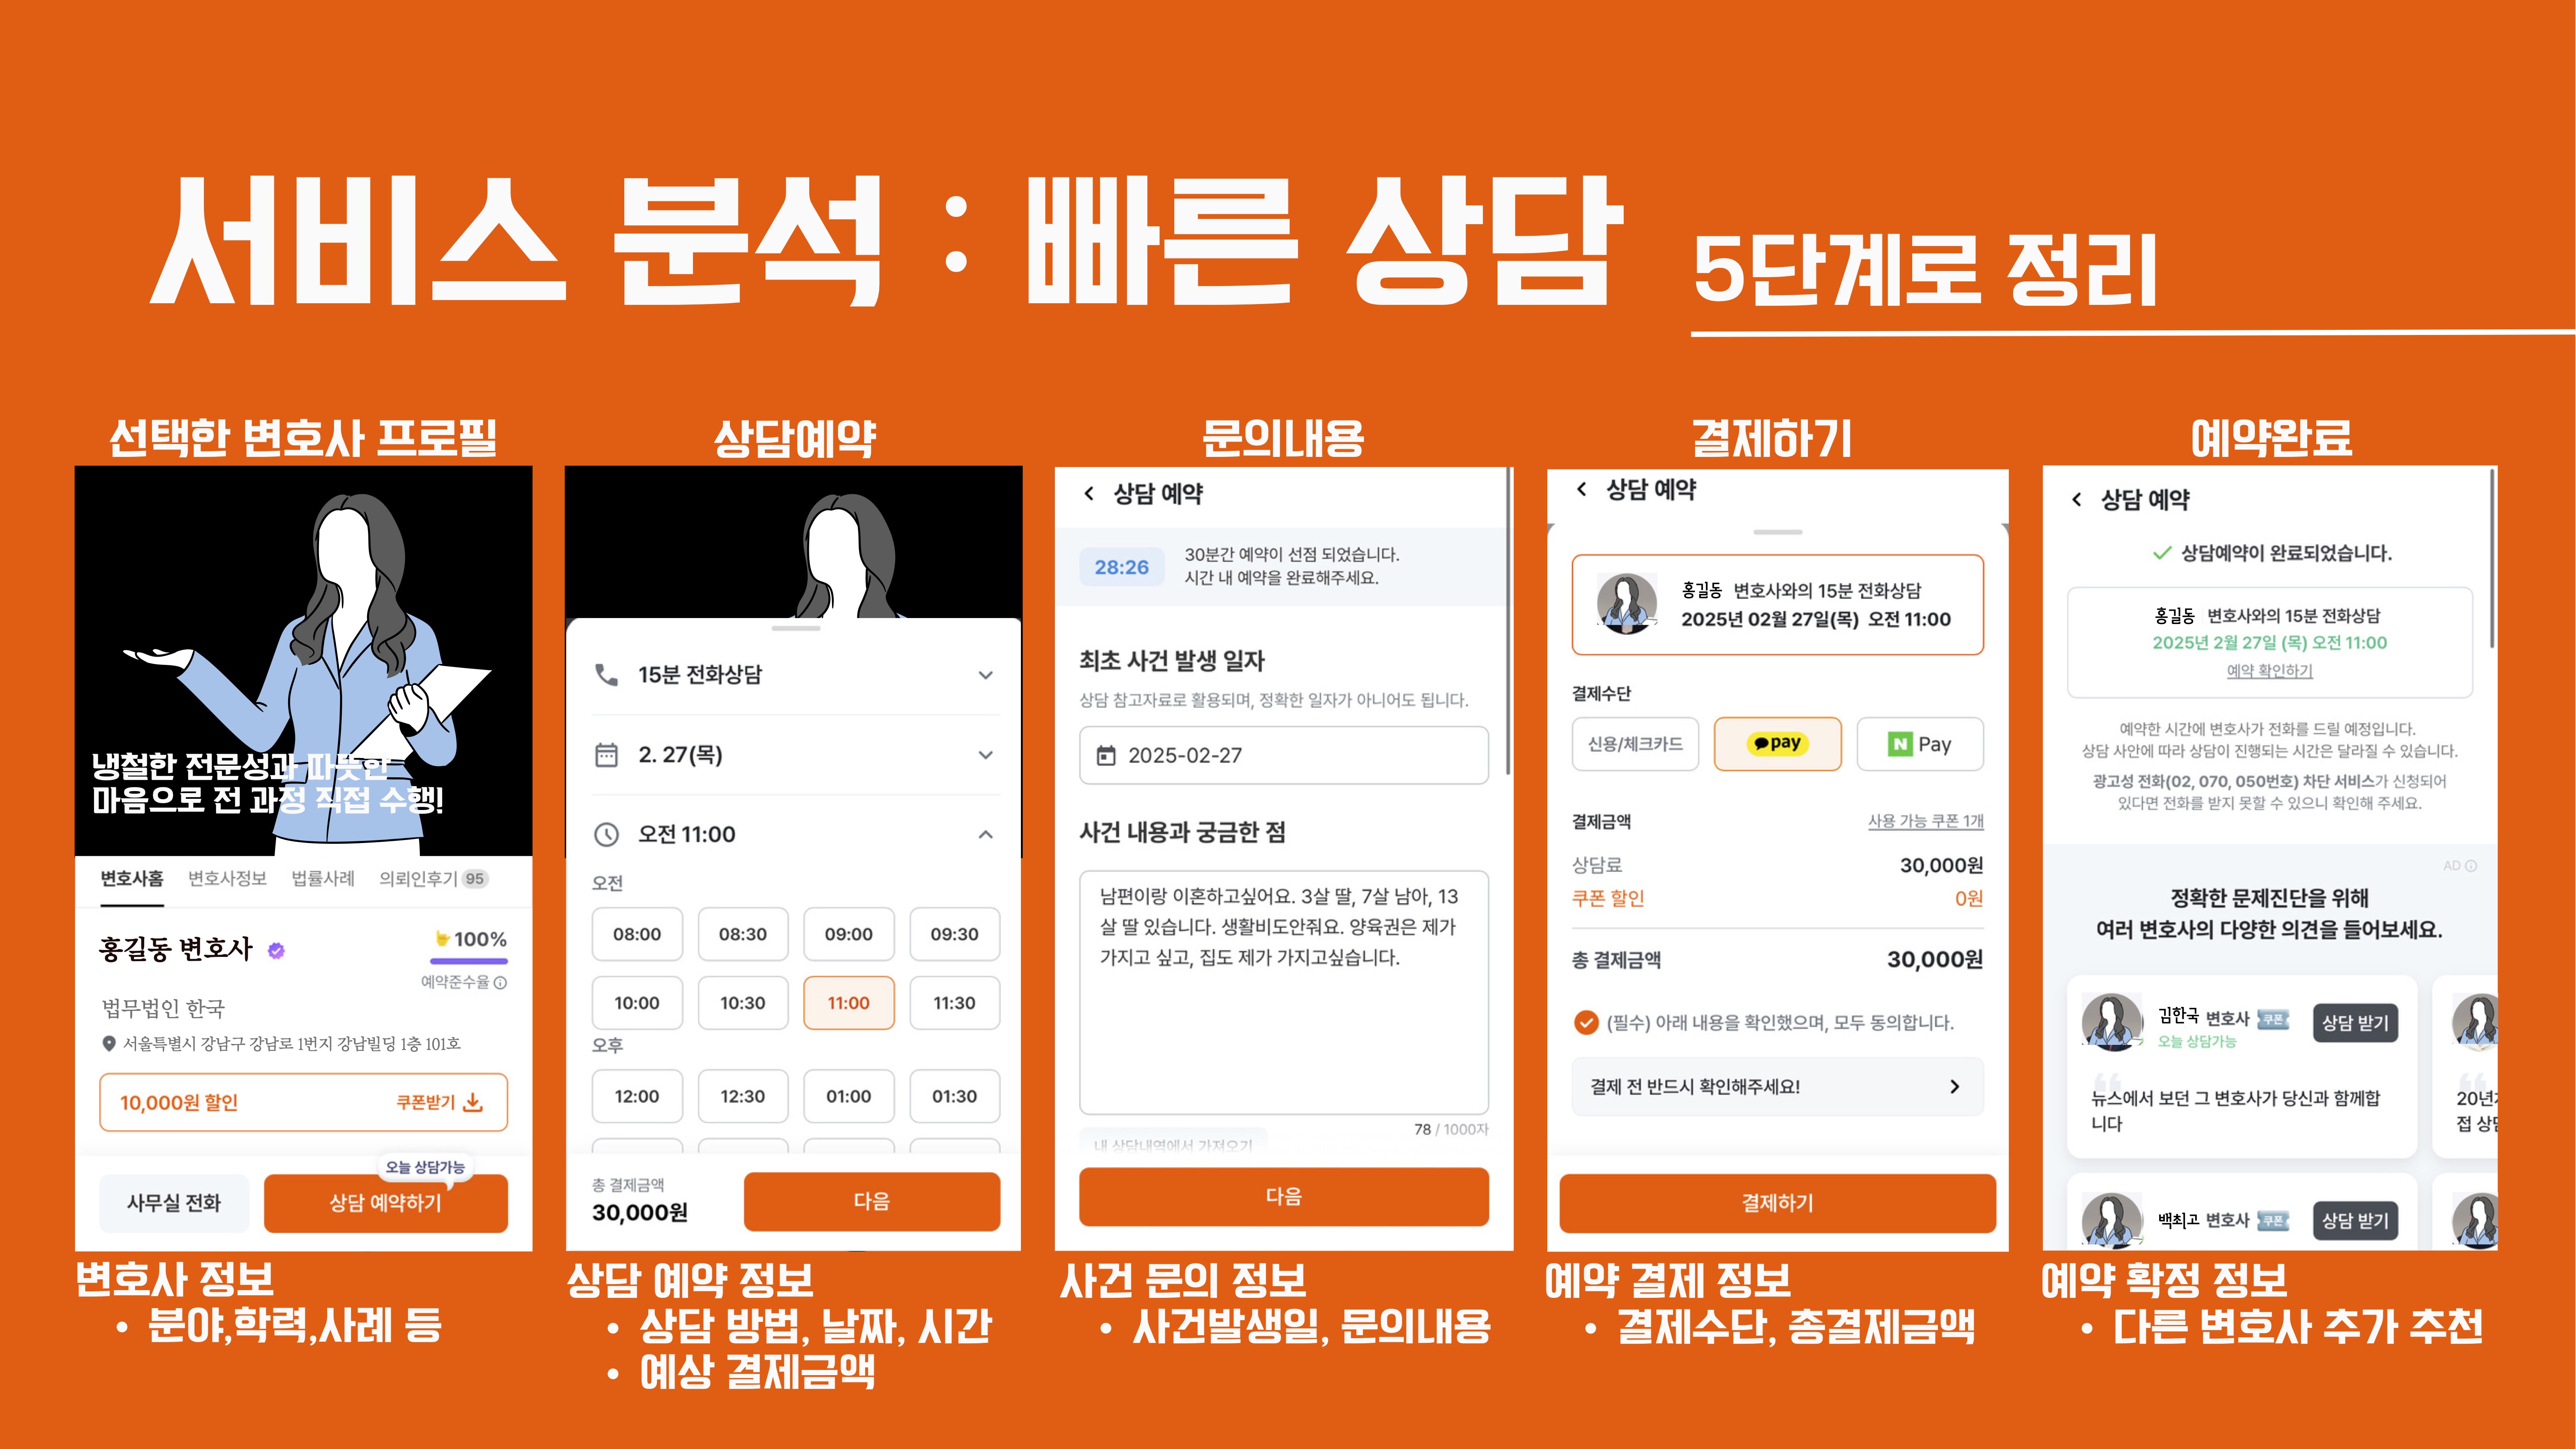 서비스 분석 : 빠른 상담 5단계로 정리
선택한 변호사 프로필
냉철한 전문성과 따뜻한
마음으로 전 과정 직접 수행!
변호사홈 변호사정보 법률사례 의뢰인후기 95
홍길동 변호사
100%
예약준수율
법무법인 한국
서울특별시 강남구 강남로 1번지 강남빌딩 1층 101호
10,000원 할인 쿠폰받기
오늘 상담가능
사무실 전화 상담 예약하기
변호사 정보
• 분야,학력,사례 등
상담예약
15분 전화상담
2. 27(목)
오전 11:00
오전
08:00 08:30 09:00 09:30
10:00 10:30 11:00 11:30
오후
12:00 12:30 01:00 01:30
총 결제금액
30,000원
다음
상담 예약 정보
• 상담 방법, 날짜, 시간
• 예상 결제금액
문의내용
상담 예약
28:26
30분간 예약이 선점 되었습니다.
시간 내 예약을 완료해주세요.
최초 사건 발생 일자
상담 참고자료로 활용되며, 정확한 일자가 아니어도 됩니다.
2025-02-27
사건 내용과 궁금한 점
남편이랑 이혼하고싶어요. 3살 딸, 7살 남아, 13
살 딸 있습니다. 생활비도안줘요. 양육권은 제가
가지고 싶고, 집도 제가 가지고싶습니다.
78 / 1000자
내 상담내역에서 가져오기
다음
사건 문의 정보
• 사건발생일, 문의내용
결제하기
상담 예약
홍길동 변호사와의 15분 전화상담
2025년 02월 27일(목) 오전 11:00
결제수단
신용/체크카드 pay N Pay
결제금액 사용 가능 쿠폰 1개
상담료 30,000원
쿠폰 할인 0원
총 결제금액 30,000원
(필수) 아래 내용을 확인했으며, 모두 동의합니다.
결제 전 반드시 확인해주세요!
결제하기
예약 결제 정보
• 결제수단, 총결제금액
예약완료
상담 예약
상담예약이 완료되었습니다.
홍길동 변호사와의 15분 전화상담
2025년 2월 27일 (목) 오전 11:00
예약 확인하기
예약한 시간에 변호사가 전화를 드릴 예정입니다.
상담 사안에 따라 상담이 진행되는 시간은 달라질 수 있습니다.
광고성 전화(02, 070, 050번호) 차단 서비스가 신청되어
있다면 전화를 받지 못할 수 있으니 확인해 주세요.
AD
정확한 문제진단을 위해
여러 변호사의 다양한 의견을 들어보세요.
김한국 변호사 쿠폰 상담 받기
오늘 상담가능
뉴스에서 보던 그 변호사가 당신과 함께합
니다
20년
접 상
백최고 변호사 쿠폰 상담 받기
예약 확정 정보
• 다른 변호사 추가 추천